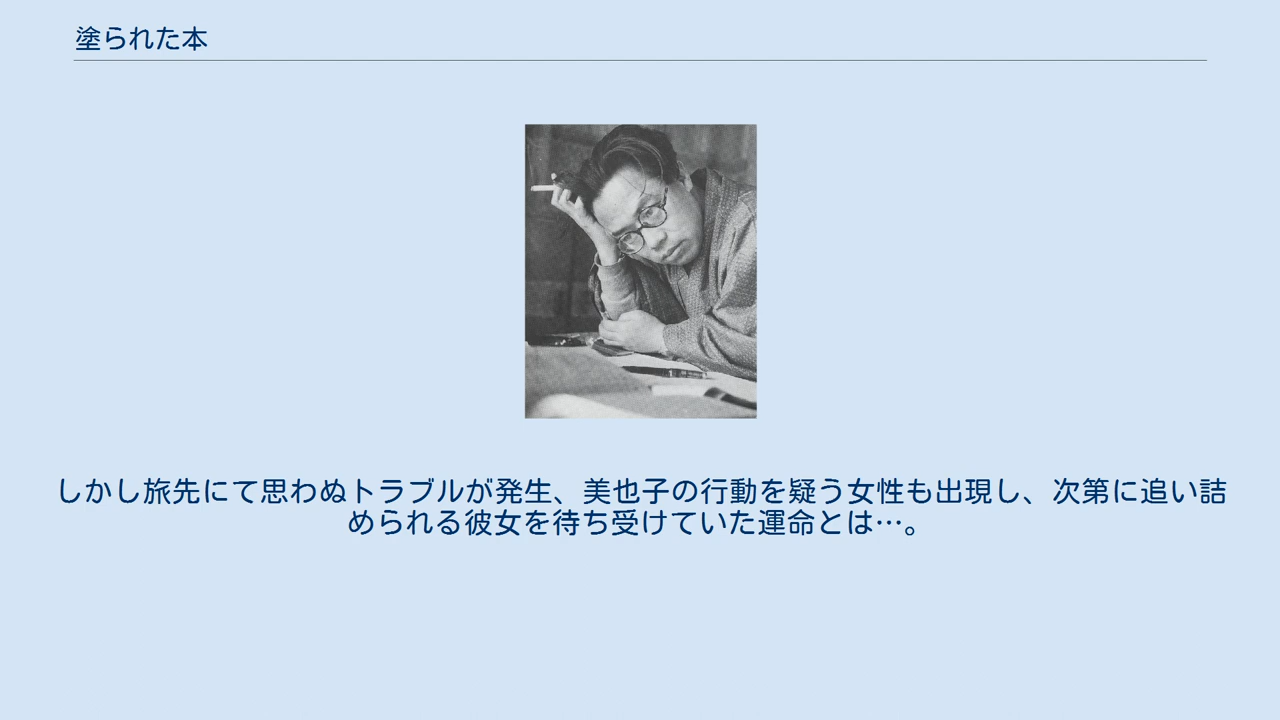 塗られた本
しかし旅先にて思わぬトラブルが発生、美也子の行動を疑う女性も出現し、次第に追い詰
められる彼女を待ち受けていた運命とは…。